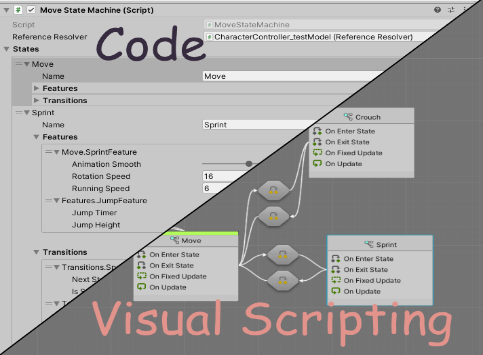 Move State Machine (Script)
Script
MoveStateMachine
Reference Resolver
CharacterController_testModel (Reference Resolver)
States
Code
Move
Name
Move
Features
Transitions
Sprint
Name
Sprint
Features
Move.SprintFeature
Animation Smooth
Rotation Speed
16
Running Speed
6
Features.JumpFeature
Jump Timer
Jump Height
Transitions
Transitions.Sp
Next S
Is S
T
Crouch
On Enter State
On Exit State
On Fixed Update
On Update
Move
On Enter State
On Exit State
On Fixed Update
On Update
Sprint
On Enter State
On Exit State
On Fixed Update
On Update
Visual Scripting